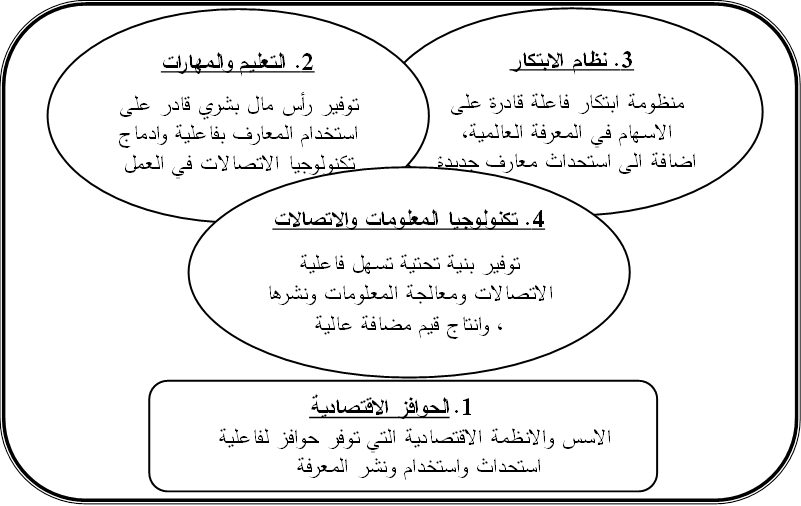 3. نظام الابتكار
منظومة ابتكار فاعلة قادرة على
الاسهام في المعرفة العالمية،
اضافة الى استحداث معارف جديدة
2. التعليم والمهارات
توفير رأس مال بشري قادر على
استخدام المعارف بفاعلية وادماج
تكنولوجيا الاتصالات في العمل
4. تكنولوجيا المعلومات والاتصالات
توفير بنية تحتية تسهل فاعلية
الاتصالات ومعالجة المعلومات ونشرها
، وانتاج قيم مضافة عالية
1. الحوافز الاقتصادية
الاسس والانظمة الاقتصادية التي توفر حوافز لفاعلية
استحداث واستخدام ونشر المعرفة